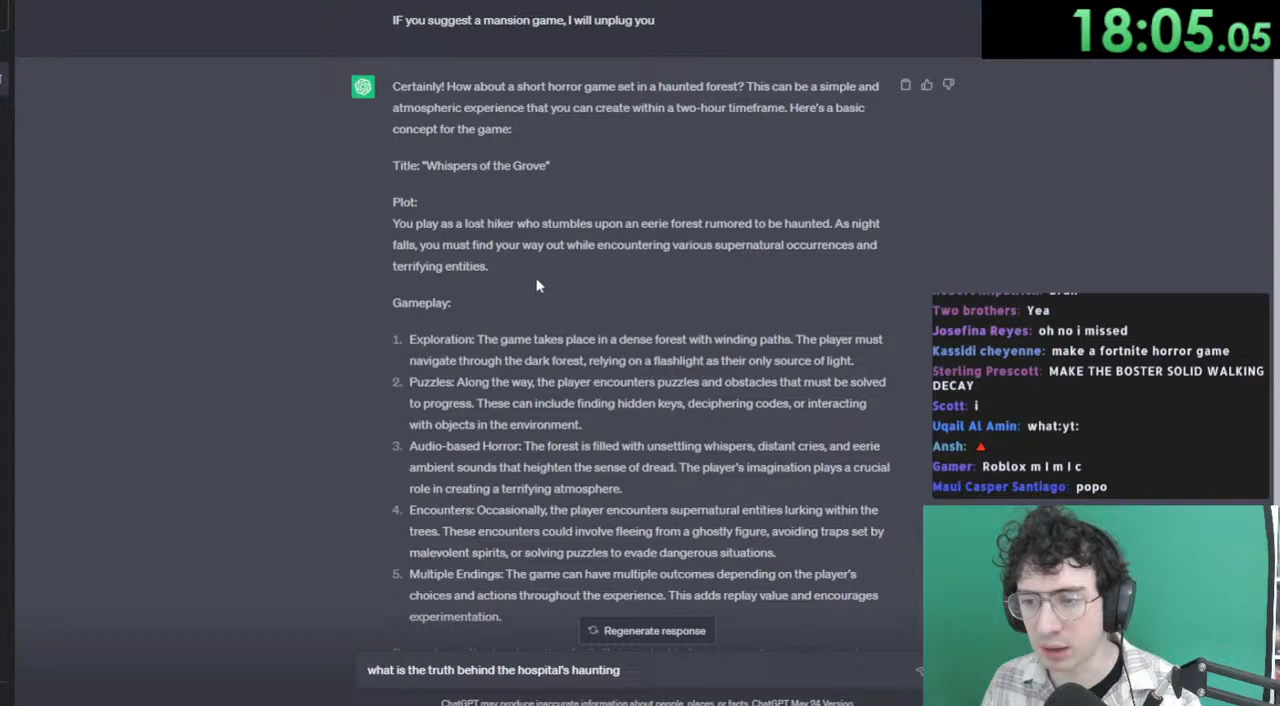 IF you suggest a mansion game, I will unplug you
18:05.05
Certainly! How about a short horror game set in a haunted forest? This can be a simple and
atmospheric experience that you can create within a two-hour timeframe. Here's a basic
concept for the game:
Title: "Whispers of the Grove"
Plot:
You play as a lost hiker who stumbles upon an eerie forest rumored to be haunted. As night
falls, you must find your way out while encountering various supernatural occurrences and
terrifying entities.
Gameplay:
1. Exploration: The game takes place in a dense forest with winding paths. The player must
navigate through the dark forest, relying on a flashlight as their only source of light.
2. Puzzles: Along the way, the player encounters puzzles and obstacles that must be solved
to progress. These can include finding hidden keys, deciphering codes, or interacting
with objects in the environment.
3. Audio-based Horror: The forest is filled with unsettling whispers, distant cries, and eerie
ambient sounds that heighten the sense of dread. The player's imagination plays a crucial
role in creating a terrifying atmosphere.
4. Encounters: Occasionally, the player encounters supernatural entities lurking within the
trees. These encounters could involve fleeing from a ghostly figure, avoiding traps set by
malevolent spirits, or solving puzzles to evade dangerous situations.
5. Multiple Endings: The game can have multiple outcomes depending on the player's
choices and actions throughout the experience. This adds replay value and encourages
experimentation.
Regenerate response
what is the truth behind the hospital's haunting
ChatGPT may produce inaccurate information about people, places, or facts. ChatGPT May 24 Version
Two brothers: Yea
Josefina Reyes: oh no i missed
Kassidi cheyenne: make a fortnite horror game
Sterling Prescott: MAKE THE BOSTER SOLID WALKING
DECAY
Scott: i
Uqail Al Amin: what:yt:
Ansh: 🔺
Gamer: Roblox m I m I c
Maui Casper Santiago: popo